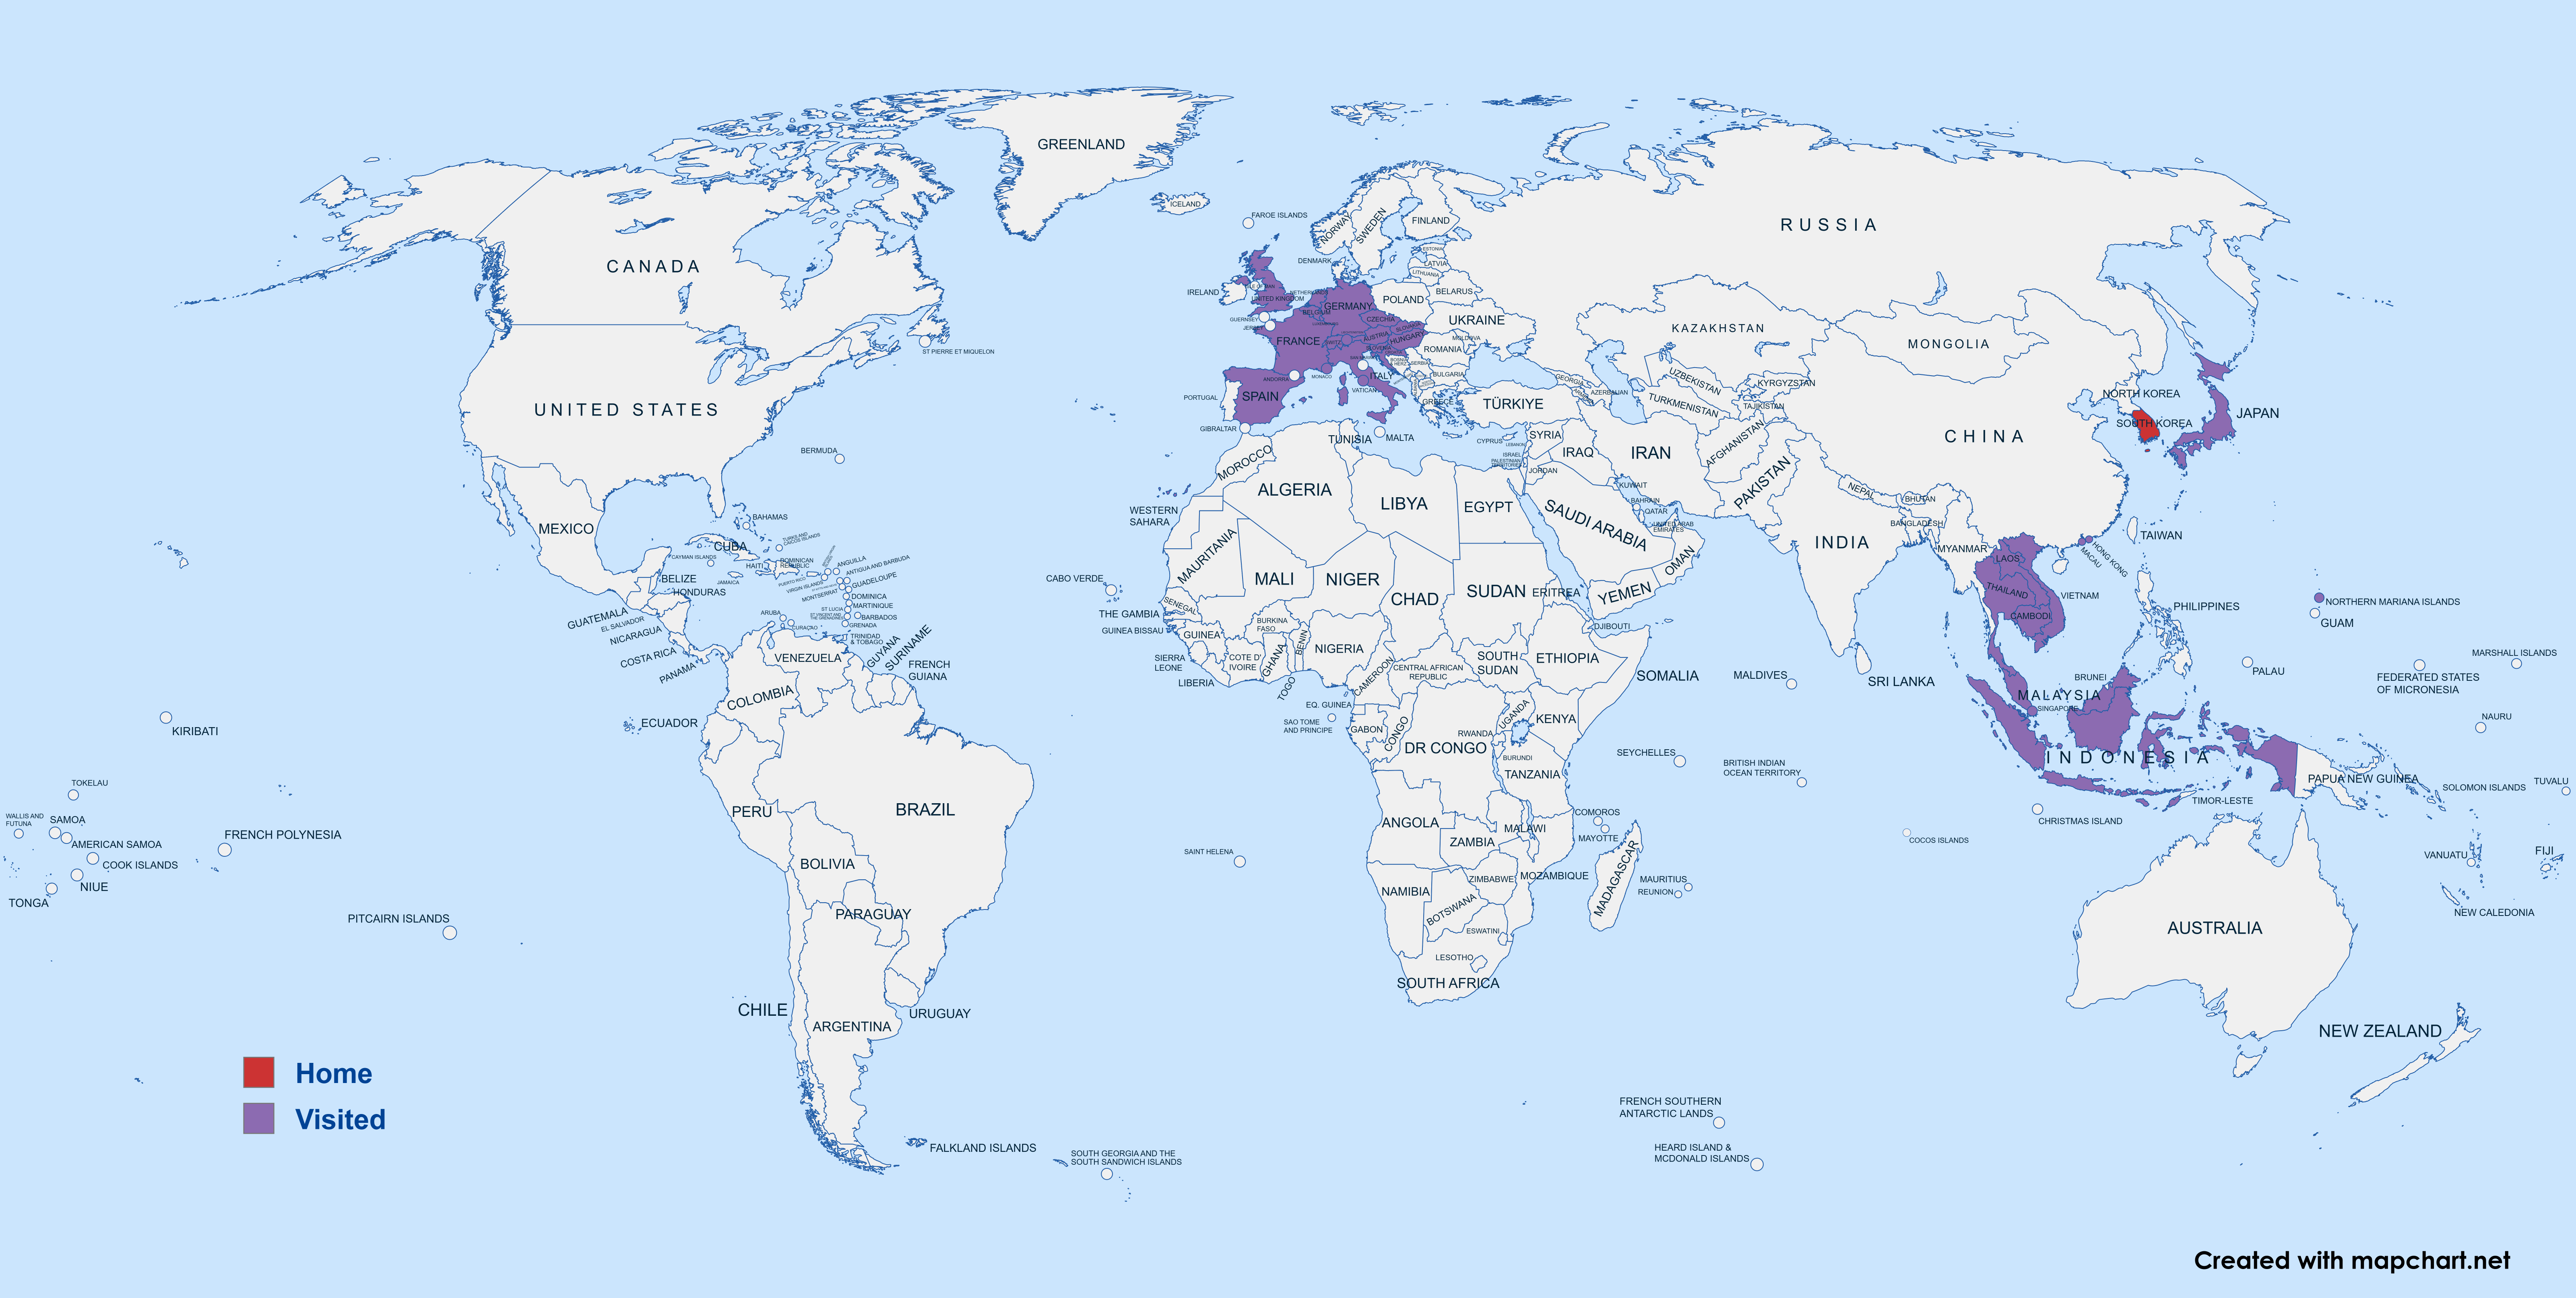 GREENLAND
ICELAND
FAROE ISLANDS
NORWAY
SWEDEN
FINLAND
RUSSIA
CANADA
ESTONIA
DENMARK
LATVIA
LITHUANIA
IRELAND
ISLE OF MAN
UNITED KINGDOM
NETHERLANDS
BELGIUM
GERMANY
POLAND
BELARUS
GUERNSEY
JERSEY
CZECHIA
SLOVAKIA
UKRAINE
KAZAKHSTAN
MONGOLIA
FRANCE
AUSTRIA
HUNGARY
MOLDOVA
ROMANIA
ST PIERRE ET MIQUELON
ANDORRA
MONACO
ITALY
SERBIA
BULGARIA
GEORGIA
AZERBAIJAN
UZBEKISTAN
KYRGYZSTAN
TURKMENISTAN
TAJIKISTAN
NORTH KOREA
SOUTH KOREA
JAPAN
UNITED STATES
PORTUGAL
SPAIN
VATICAN
GREECE
TÜRKIYE
GIBRALTAR
TUNISIA
MALTA
CYPRUS
LEBANON
SYRIA
ISRAEL
PALESTINIAN
TERRITORIES
JORDAN
IRAQ
IRAN
AFGHANISTAN
PAKISTAN
CHINA
BERMUDA
MOROCCO
ALGERIA
LIBYA
EGYPT
KUWAIT
BAHRAIN
QATAR
UNITED ARAB
EMIRATES
SAUDI ARABIA
OMAN
YEMEN
NEPAL
BHUTAN
BANGLADESH
INDIA
MYANMAR
LAOS
THAILAND
VIETNAM
CAMBODI
HONG KONG
MACAU
TAIWAN
PHILIPPINES
NORTHERN MARIANA ISLANDS
GUAM
MEXICO
BAHAMAS
TURKS AND
CAICOS ISLANDS
CUBA
CAYMAN ISLANDS
HAITI
DOMINICAN
REPUBLIC
JAMAICA
PUERTO RICO
VIRGIN ISLANDS
ANGUILLA
ANTIGUA AND BARBUDA
MONTSERRAT
GUADELOUPE
DOMINICA
MARTINIQUE
ST LUCIA
ST VINCENT AND
THE GRENADINES
BARBADOS
GRENADA
ARUBA
CURAÇAO
TRINIDAD
& TOBAGO
BELIZE
HONDURAS
GUATEMALA
EL SALVADOR
NICARAGUA
COSTA RICA
PANAMA
VENEZUELA
GUYANA
SURINAME
FRENCH
GUIANA
COLOMBIA
ECUADOR
PERU
BRAZIL
BOLIVIA
PARAGUAY
CHILE
ARGENTINA
URUGUAY
FALKLAND ISLANDS
SOUTH GEORGIA AND THE
SOUTH SANDWICH ISLANDS
WESTERN
SAHARA
MAURITANIA
MALI
NIGER
CHAD
SUDAN
ERITREA
CABO VERDE
SENEGAL
THE GAMBIA
GUINEA BISSAU
GUINEA
SIERRA
LEONE
LIBERIA
COTE D'
IVOIRE
BURKINA
FASO
GHANA
TOGO
BENIN
NIGERIA
CAMEROON
CENTRAL AFRICAN
REPUBLIC
SOUTH
SUDAN
ETHIOPIA
DJIBOUTI
SOMALIA
EQ. GUINEA
SAO TOME
AND PRINCIPE
GABON
CONGO
DR CONGO
UGANDA
KENYA
RWANDA
BURUNDI
TANZANIA
ANGOLA
ZAMBIA
MALAWI
COMOROS
MAYOTTE
MOZAMBIQUE
MADAGASCAR
ZIMBABWE
NAMIBIA
BOTSWANA
ESWATINI
LESOTHO
SOUTH AFRICA
SAINT HELENA
SEYCHELLES
MAURITIUS
REUNION
MALDIVES
SRI LANKA
BRITISH INDIAN
OCEAN TERRITORY
COCOS ISLANDS
CHRISTMAS ISLAND
BRUNEI
MALAYSIA
SINGAPORE
INDONESIA
TIMOR-LESTE
PAPUA NEW GUINEA
PALAU
FEDERATED STATES
OF MICRONESIA
MARSHALL ISLANDS
NAURU
SOLOMON ISLANDS
TUVALU
VANUATU
FIJI
NEW CALEDONIA
AUSTRALIA
NEW ZEALAND
FRENCH SOUTHERN
ANTARCTIC LANDS
HEARD ISLAND &
MCDONALD ISLANDS
KIRIBATI
TOKELAU
WALLIS AND
FUTUNA
SAMOA
AMERICAN SAMOA
COOK ISLANDS
NIUE
TONGA
FRENCH POLYNESIA
PITCAIRN ISLANDS
Home
Visited
Created with mapchart.net